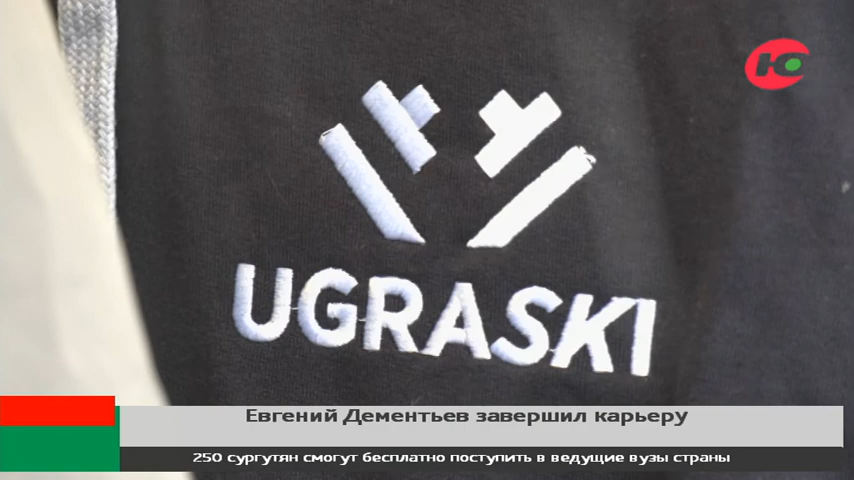 Ю
UGRASKI
Евгений Дементьев завершил карьеру
250 сургутян смогут бесплатно поступить в ведущие вузы страны